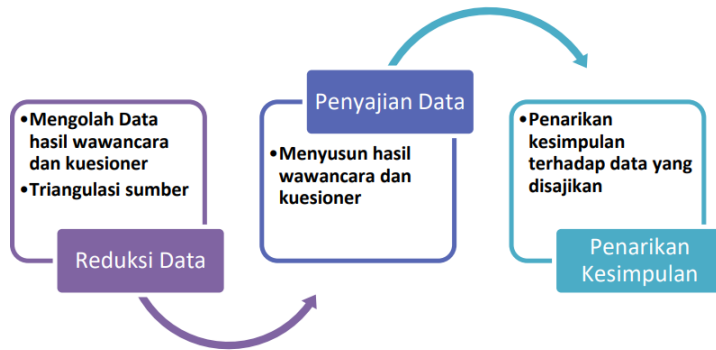 •Mengolah Data
hasil wawancara
dan kuesioner
•Triangulasi sumber
Reduksi Data
Penyajian Data
•Menyusun hasil
wawancara dan
kuesioner
•Penarikan
kesimpulan
terhadap data yang
disajikan
Penarikan
Kesimpulan